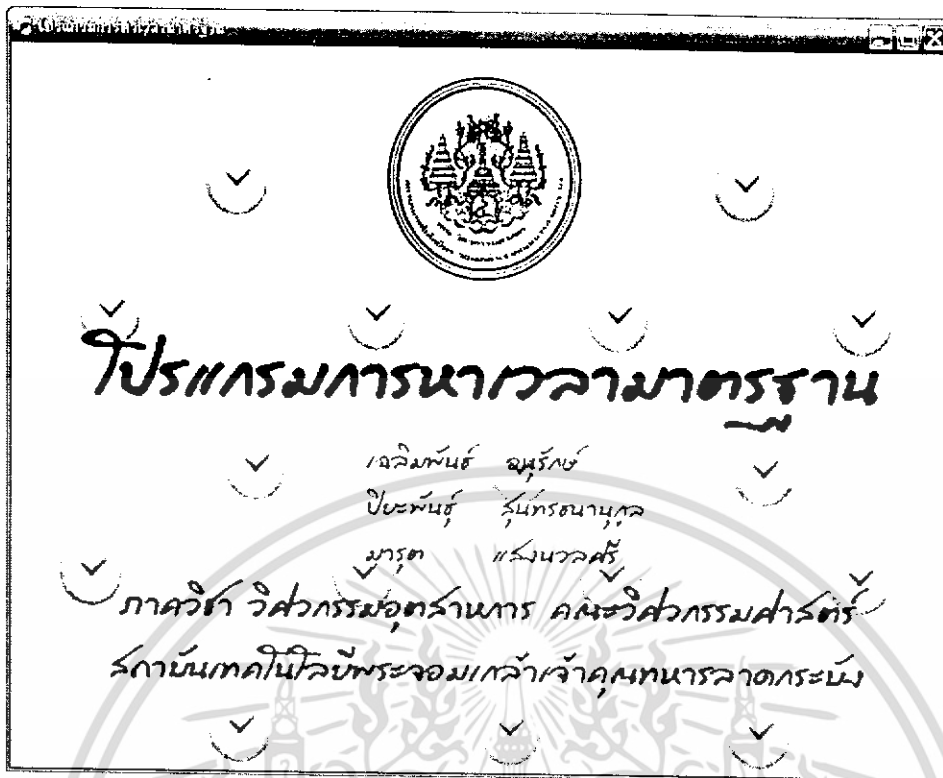 โปรแกรมการหาเวลามาตรฐาน
เฉลิมพันธ์ อนุรักษ์
ปิยะพันธุ์ สุนทรธนานุกูล
มารุต แสงนวลศรี
ภาควิชา วิศวกรรมอุตสาหการ คณะวิศวกรรมศาสตร์
สถาบันเทคโนโลยีพระจอมเกล้าเจ้าคุณทหารลาดกระบัง